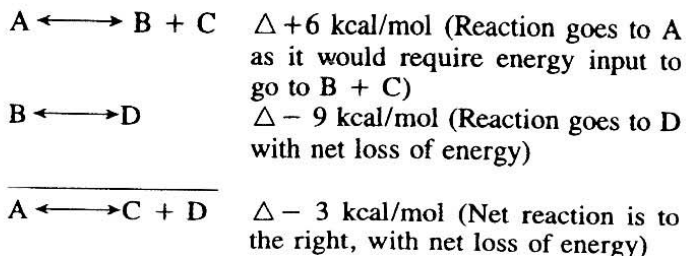 A ⟷ B + C △ +6 kcal/mol (Reaction goes to A
as it would require energy input to
go to B + C)
B ⟷ D △ − 9 kcal/mol (Reaction goes to D
with net loss of energy)
A ⟷ C + D △ − 3 kcal/mol (Net reaction is to
the right, with net loss of energy)